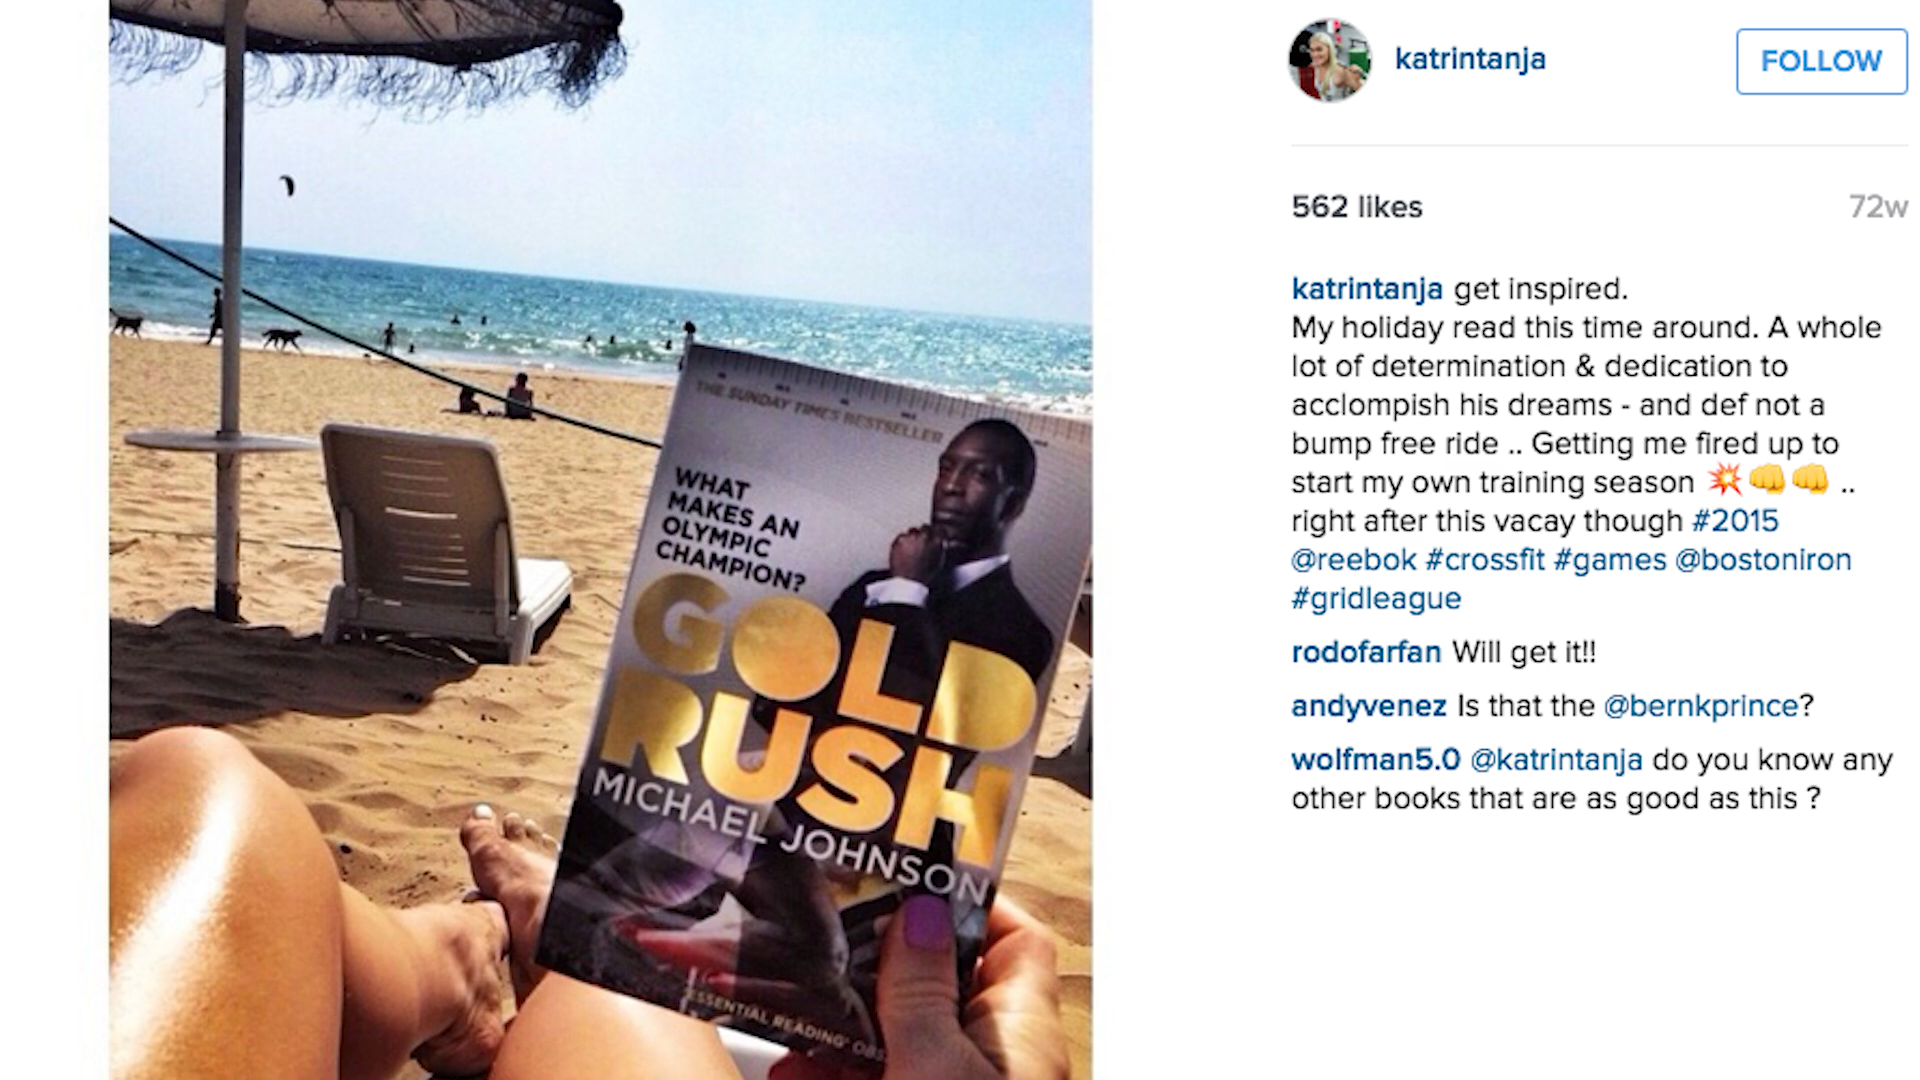 THE SUNDAY TIMES BESTSELLER
WHAT
MAKES AN
OLYMPIC
CHAMPION?
GOLD
RUSH
MICHAEL JOHNSON
'ESSENTIAL READING'
katrintanja
FOLLOW
562 likes
72w
katrintanja get inspired.
My holiday read this time around. A whole
lot of determination & dedication to
acclompish his dreams - and def not a
bump free ride .. Getting me fired up to
start my own training season 💥👊👊 ..
right after this vacay though #2015
@reebok #crossfit #games @bostoniron
#gridleague
rodofarfan Will get it!!
andyvenez Is that the @bernkprince?
wolfman5.0 @katrintanja do you know any
other books that are as good as this ?